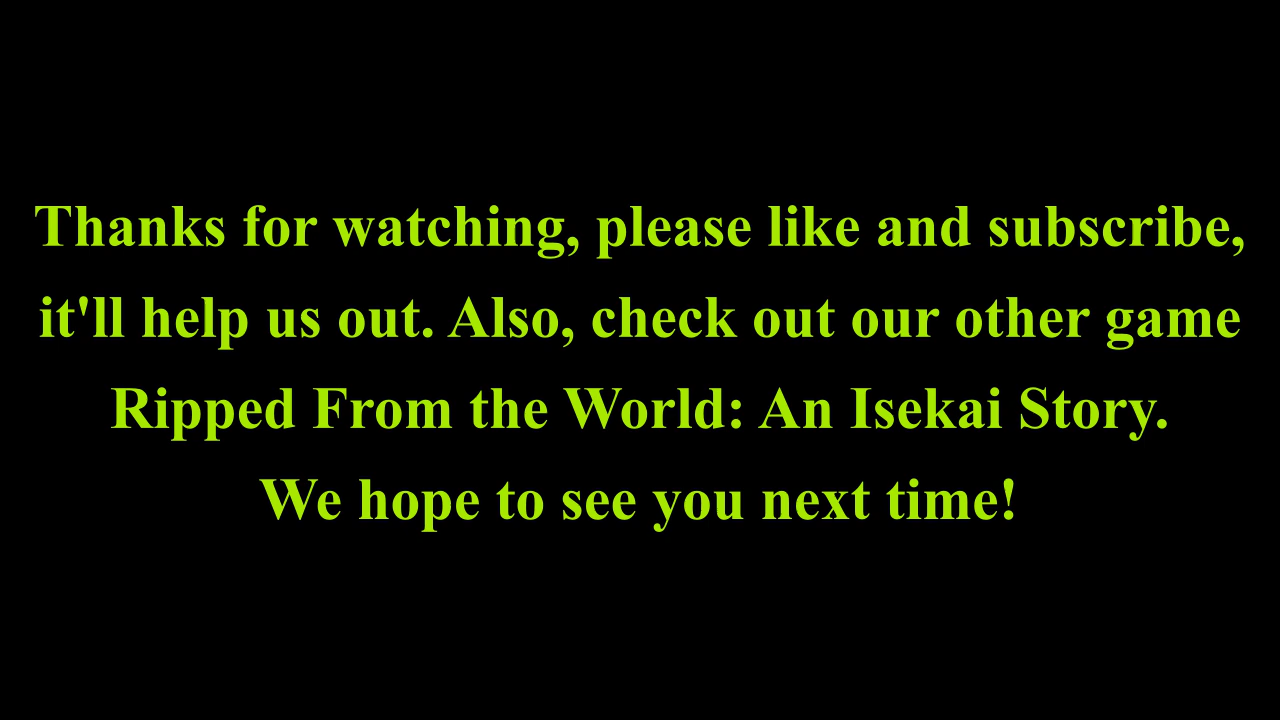 Thanks for watching, please like and subscribe,
it'll help us out. Also, check out our other game
Ripped From the World: An Isekai Story.
We hope to see you next time!